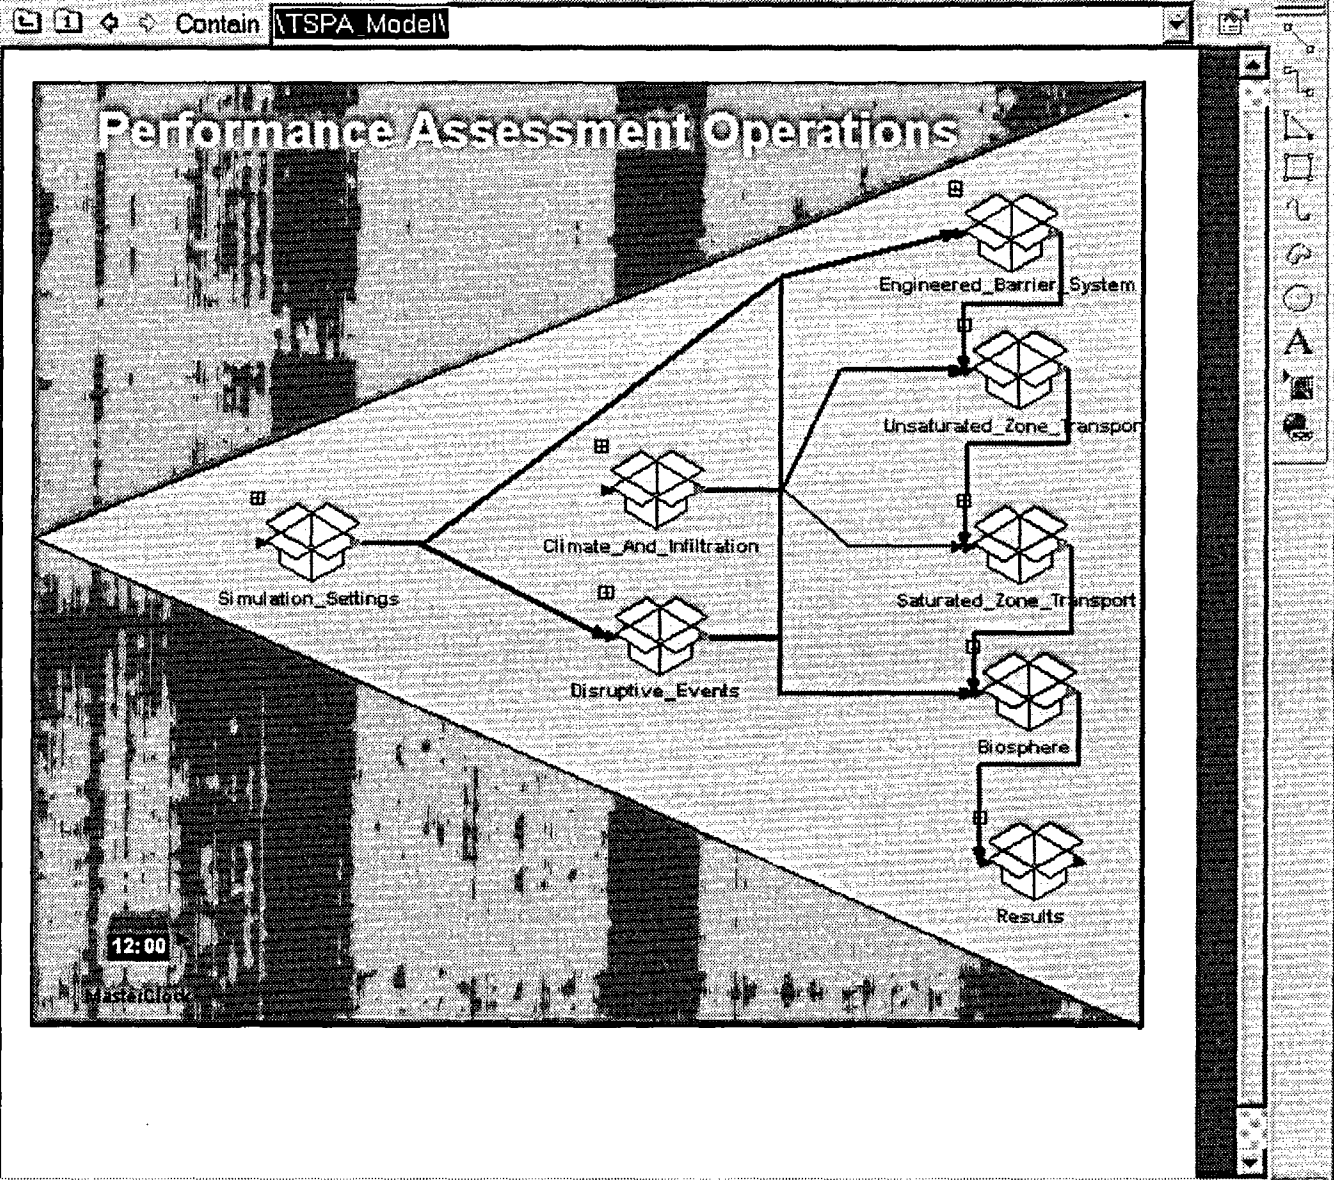 Contain \TSPA_Model\
Performance Assessment Operations
Engineered_Barrier_System
Unsaturated_Zone_Transpor
Climate_And_Infiltration
Simulation_Settings
Saturated_Zone_Transport
Disruptive_Events
Biosphere
Results
12:00
MasterClock
A